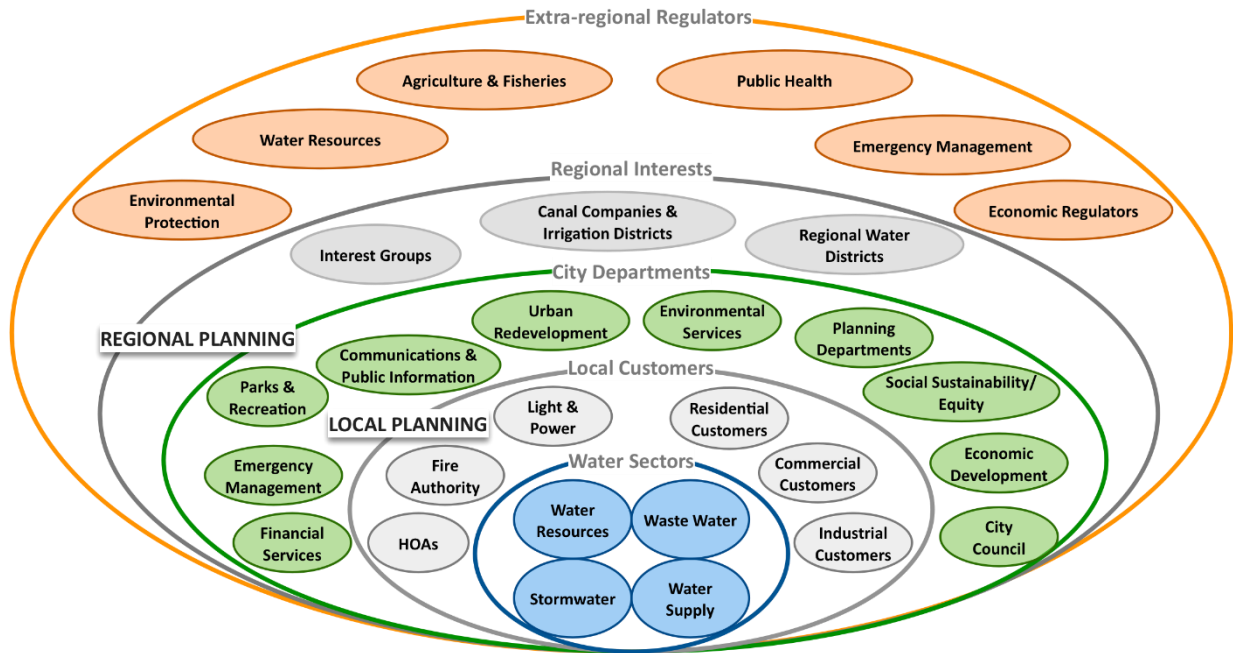 Extra-regional Regulators
Agriculture & Fisheries
Public Health
Water Resources
Emergency Management
Environmental
Protection
Economic Regulators
Regional Interests
Canal Companies &
Irrigation Districts
Interest Groups
Regional Water
Districts
City Departments
REGIONAL PLANNING
Urban
Redevelopment
Environmental
Services
Planning
Departments
Communications &
Public Information
Parks &
Recreation
Social Sustainability/
Equity
Emergency
Management
Economic
Development
Financial
Services
City
Council
Local Customers
LOCAL PLANNING
Light &
Power
Residential
Customers
Fire
Authority
Commercial
Customers
HOAs
Industrial
Customers
Water Sectors
Water
Resources
Waste Water
Stormwater
Water
Supply